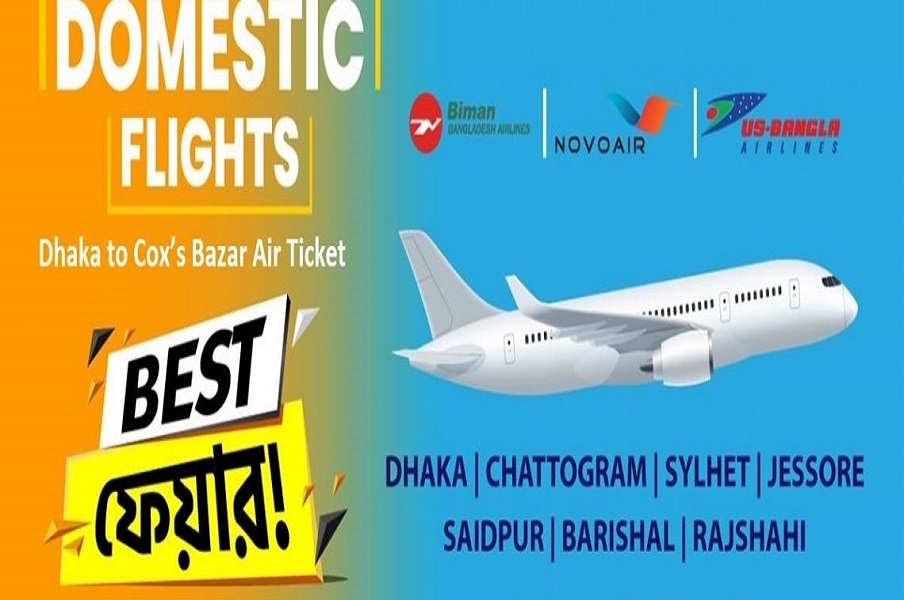 DOMESTIC
FLIGHTS
Dhaka to Cox's Bazar Air Ticket
BEST
ফেয়ার!
Biman
BANGLADESH AIRLINES
NOVOAIR
US-BANGLA
AIRLINES
DHAKA | CHATTOGRAM | SYLHET | JESSORE
SAIDPUR | BARISHAL | RAJSHAHI